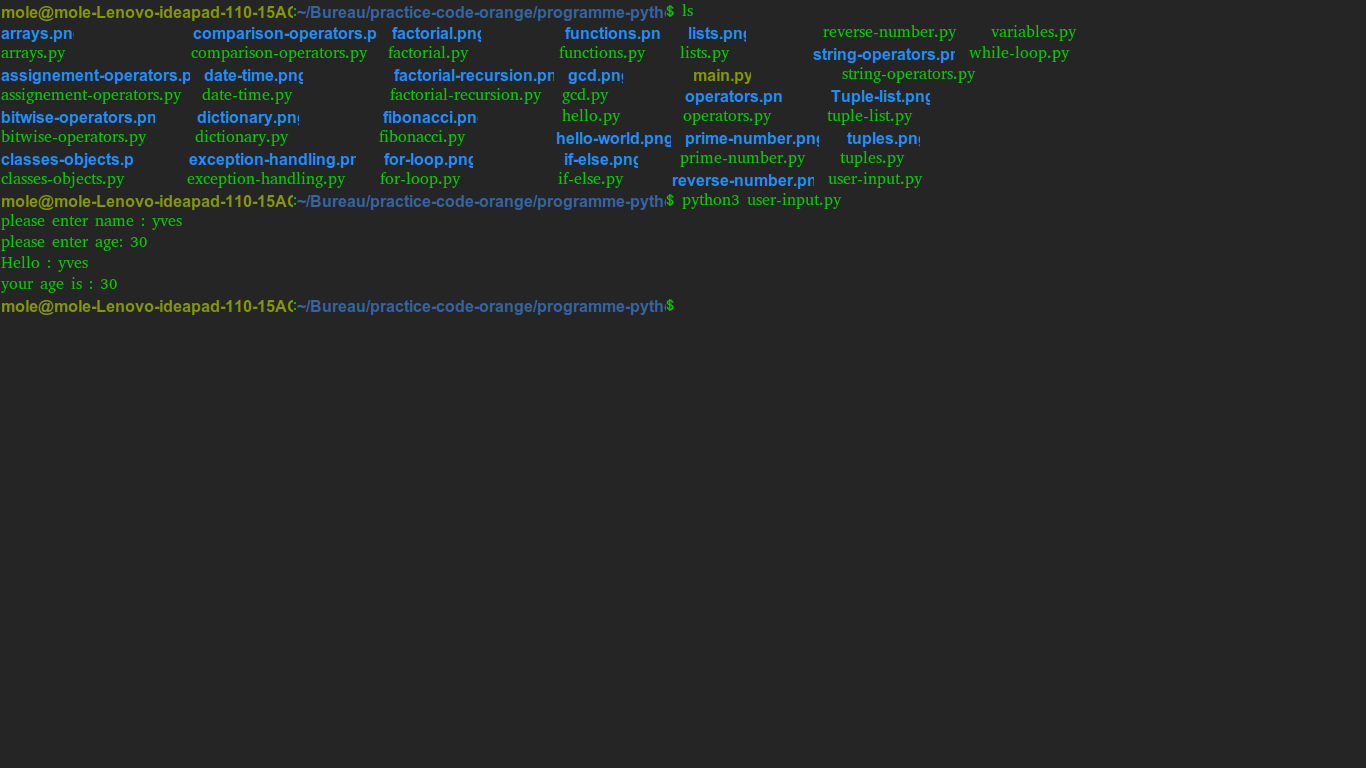 mole@mole-Lenovo-ideapad-110-15AC:~/Bureau/practice-code-orange/programme-pyth$ ls
arrays.pn comparison-operators.p factorial.png functions.pn lists.png reverse-number.py variables.py
arrays.py comparison-operators.py factorial.py functions.py lists.py string-operators.pn while-loop.py
assignement-operators.p date-time.png factorial-recursion.pn gcd.png main.py string-operators.py
assignement-operators.py date-time.py factorial-recursion.py gcd.py operators.pn Tuple-list.png
bitwise-operators.pn dictionary.png fibonacci.pn hello.py operators.py tuple-list.py
bitwise-operators.py dictionary.py fibonacci.py hello-world.png prime-number.png tuples.png
classes-objects.p exception-handling.pn for-loop.png if-else.png prime-number.py tuples.py
classes-objects.py exception-handling.py for-loop.py if-else.py reverse-number.pn user-input.py
mole@mole-Lenovo-ideapad-110-15AC:~/Bureau/practice-code-orange/programme-pyth$ python3 user-input.py
please enter name : yves
please enter age: 30
Hello : yves
your age is : 30
mole@mole-Lenovo-ideapad-110-15AC:~/Bureau/practice-code-orange/programme-pyth$